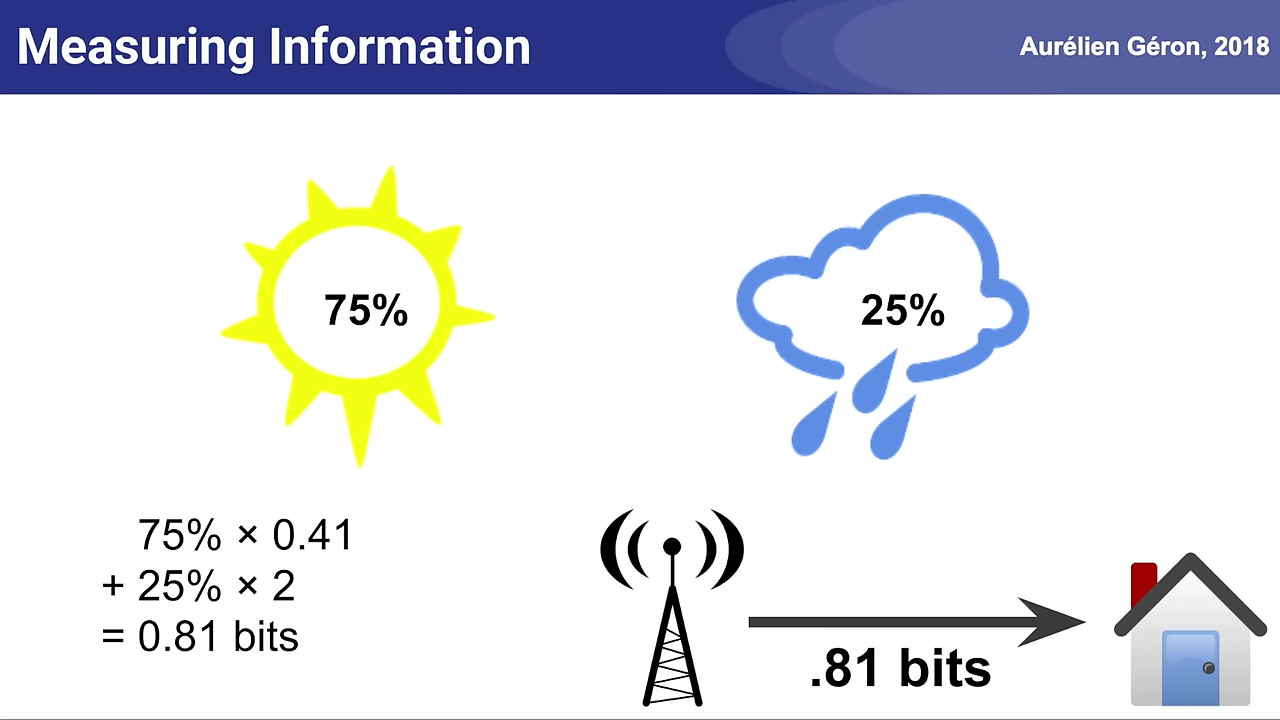 Measuring Information
Aurélien Géron, 2018
75%
25%
75% × 0.41
+ 25% × 2
= 0.81 bits
.81 bits